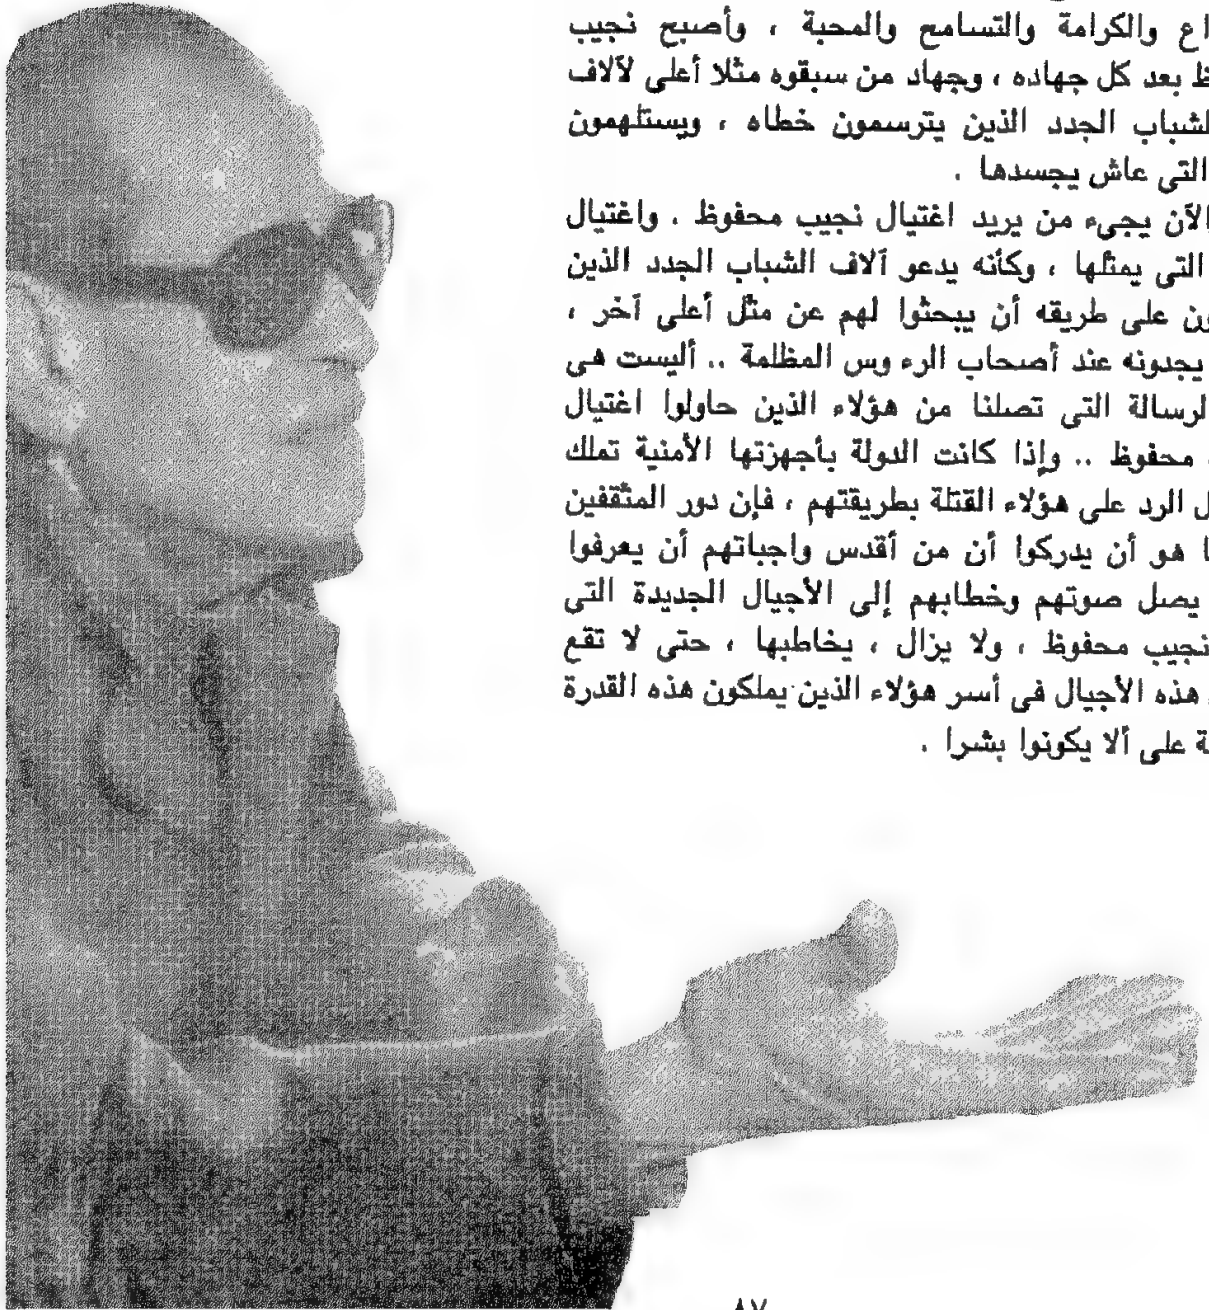 اع والكرامة والتسامح والمحبة ، وأصبح نجيب
ظ بعد كل جهاده ، وجهاد من سبقوه مثلا أعلى لآلاف
لشباب الجدد الذين يترسمون خطاه ، ويستلهمون
التى عاش يجسدها .
الآن يجىء من يريد اغتيال نجيب محفوظ . واغتيال
التى يمثلها ، وكأنه يدعو آلاف الشباب الجدد الذين
ون على طريقه أن يبحثوا لهم عن مثل أعلى آخر ،
يجدونه عند أصحاب الرء وس المظلمة .. أليست هى
لرسالة التى تصلنا من هؤلاء الذين حاولوا اغتيال
محفوظ .. وإذا كانت الدولة بأجهزتها الأمنية تملك
ل الرد على هؤلاء القتلة بطريقتهم ، فإن دور المثقفين
ا هو أن يدركوا أن من أقدس واجباتهم أن يعرفوا
يصل صوتهم وخطابهم إلى الأجيال الجديدة التى
نجيب محفوظ ، ولا يزال ، يخاطبها ، حتى لا تقع
هذه الأجيال فى أسر هؤلاء الذين يملكون هذه القدرة
ة على ألا يكونوا بشرا .
٨٧